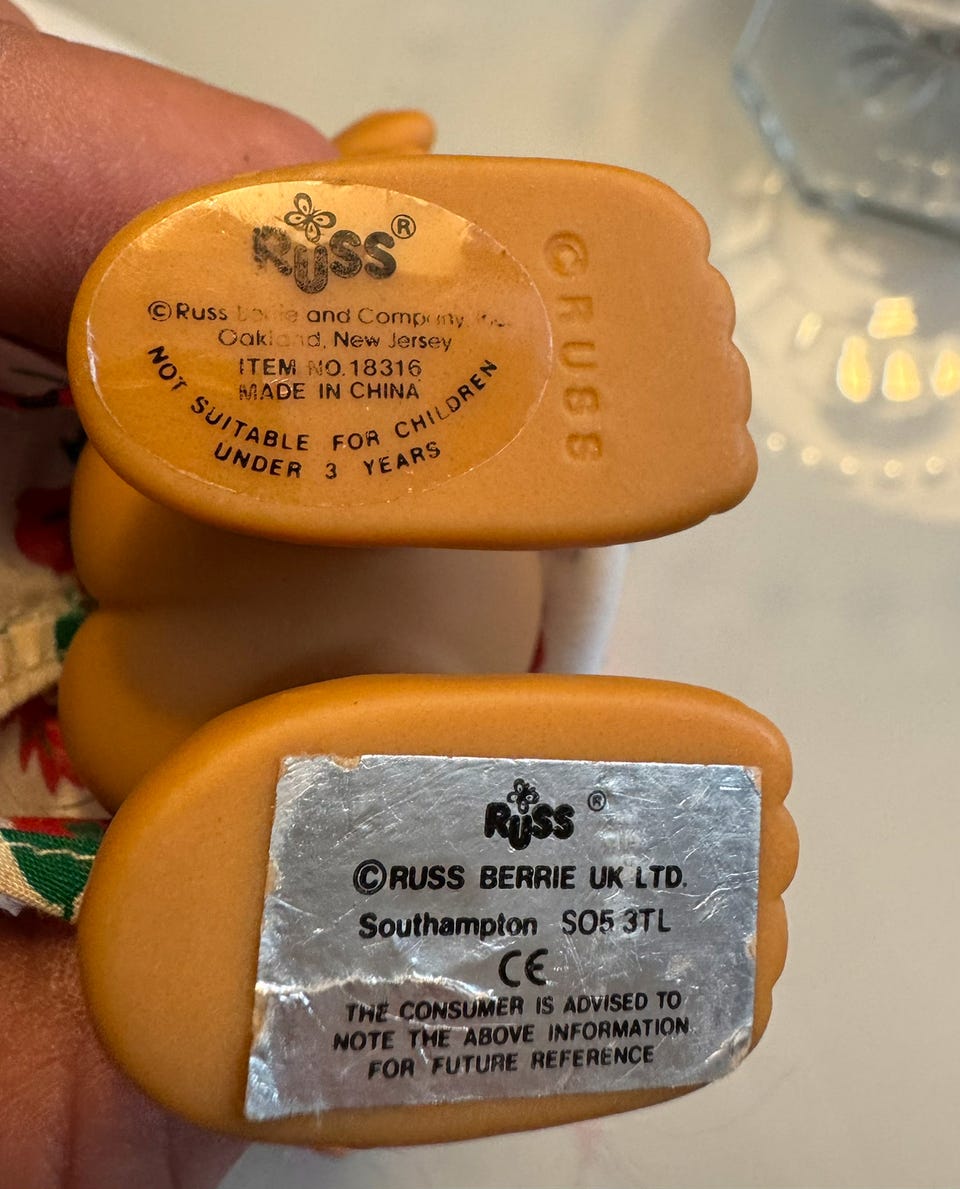 RUSS®
©Russ Berrie and Company, Inc.
Oakland, New Jersey
ITEM NO.18316
MADE IN CHINA
NOT SUITABLE FOR CHILDREN
UNDER 3 YEARS
©RUSS
RUSS®
©RUSS BERRIE UK LTD.
Southampton SO5 3TL
CE
THE CONSUMER IS ADVISED TO
NOTE THE ABOVE INFORMATION
FOR FUTURE REFERENCE